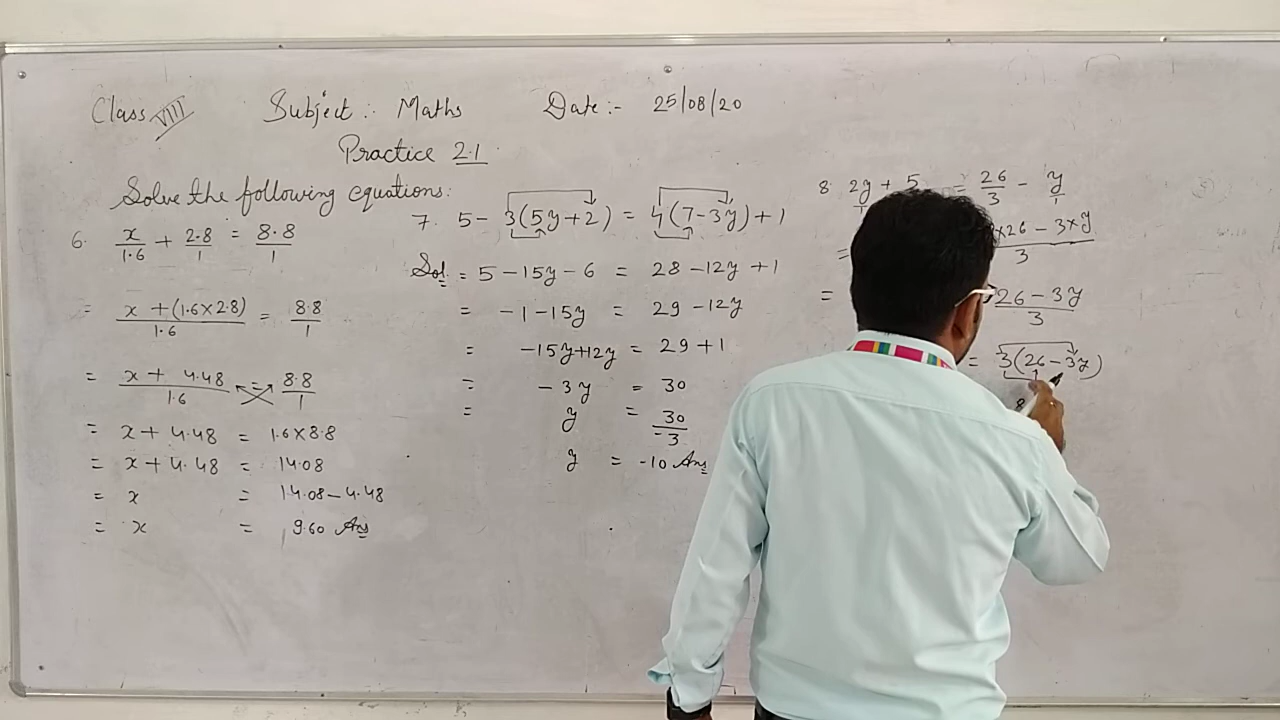 Class VIII Subject :- Maths Date :- 25/08/20
Practice 2.1
Solve the following equations:
6. x/1.6 + 2.8/1 = 8.8/1
= x + (1.6×2.8)/1.6 = 8.8/1
= x + 4.48/1.6 = 8.8/1
= x + 4.48 = 1.6×8.8
= x + 4.48 = 14.08
= x = 14.08 - 4.48
= x = 9.60 Ans
7. 5 - 3(5y+2) = 4(7-3y)+1
Sol. = 5 - 15y - 6 = 28 - 12y + 1
= -1 - 15y = 29 - 12y
= -15y+12y = 29 + 1
= -3y = 30
= y = 30/-3
y = -10 Ans
8. 2y + 5 = 26/3 - y/1
= ×26 - 3×y/3
= 26 - 3y/3
= 3(26-3y)
8